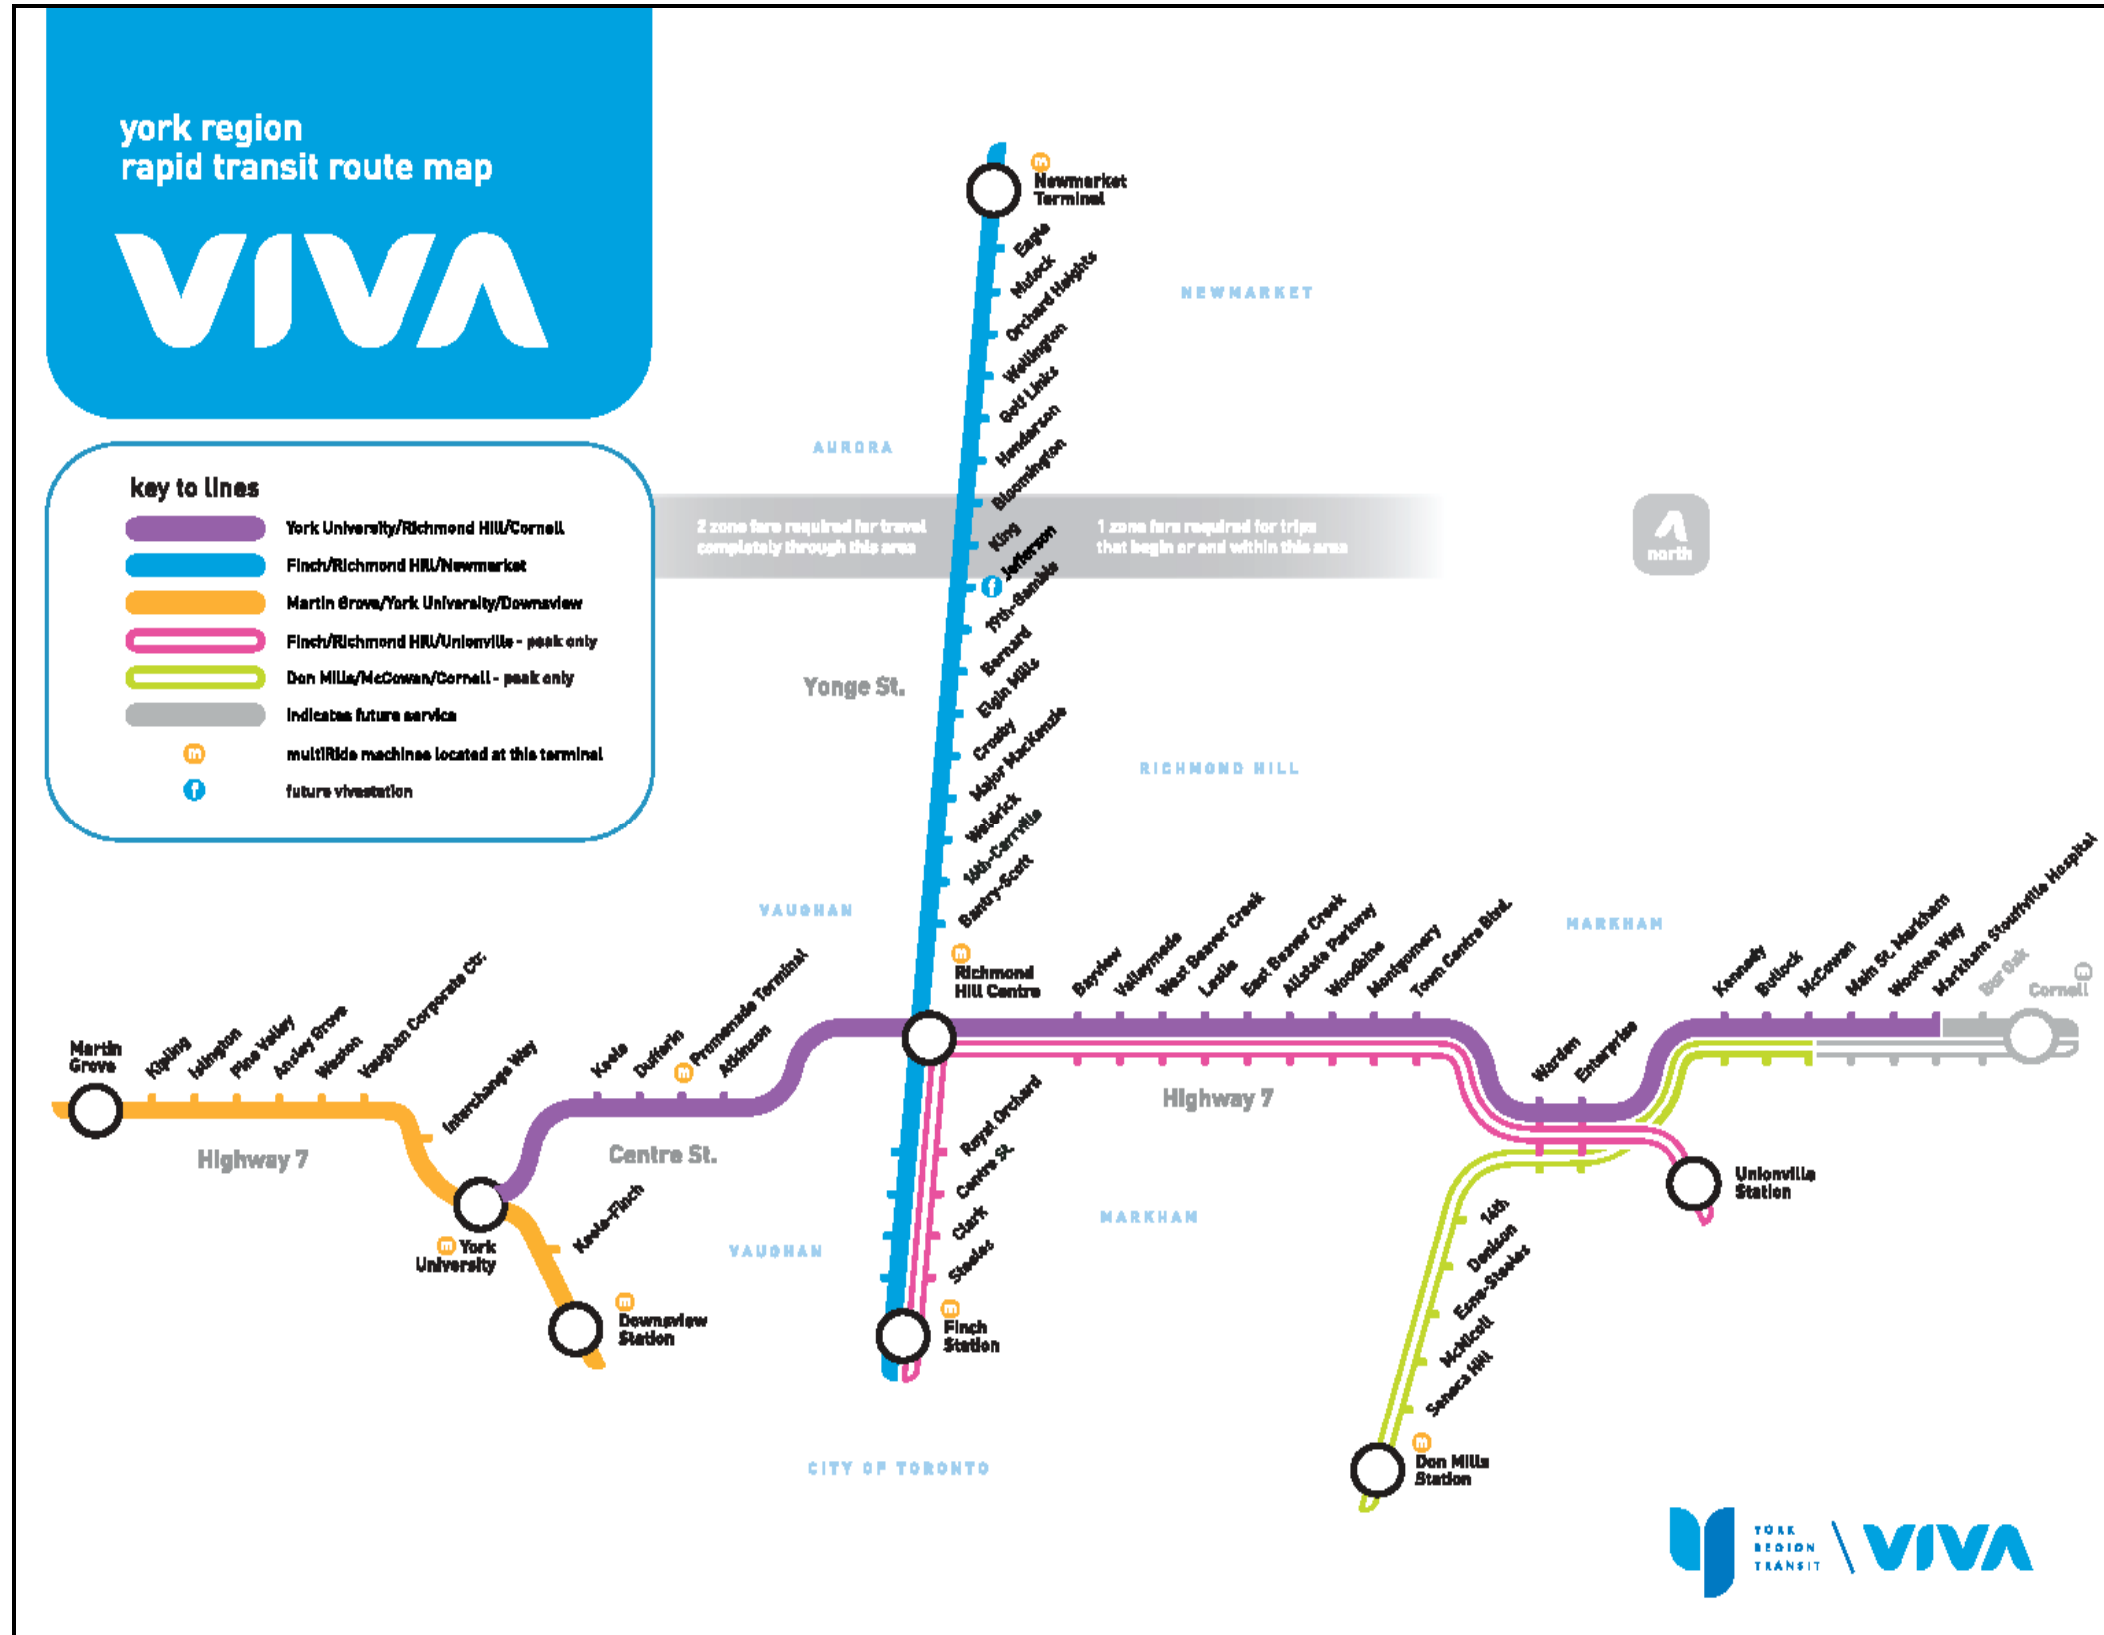 york region
rapid transit route map
VIVA
key to lines
York University/Richmond Hill/Cornell
Finch/Richmond Hill/Newmarket
Martin Grove/York University/Downsview
Finch/Richmond Hill/Unionville - peak only
Don Mills/McCowan/Cornell - peak only
indicates future service
m
multiRide machines located at this terminal
f
future vivastation
m
Newmarket
Terminal
Eagle
Mulock
Orchard Heights
Wellington
Golf Links
Henderson
Bloomington
King
Jefferson
f
19th-Gamble
Bernard
Elgin Mills
Crosby
Major MacKenzie
Weldrick
16th-Carrville
Bantry-Scott
NEWMARKET
AURORA
2 zone fare required for travel
completely through this area
1 zone fare required for trips
that begin or end within this area
north
Yonge St.
RICHMOND HILL
VAUGHAN
MARKHAM
m
Richmond
Hill Centre
Martin
Grove
Kipling
Islington
Pine Valley
Ansley Grove
Weston
Vaughan Corporate Ctr.
Interchange Way
Keele
Dufferin
m
Promenade Terminal
Atkinson
Bayview
Valleymede
West Beaver Creek
Leslie
East Beaver Creek
Allstate Parkway
Woodbine
Montgomery
Town Centre Blvd.
Warden
Enterprise
Kennedy
Bullock
McCowan
Main St. Markham
Wootten Way
Markham Stouffville Hospital
Bur Oak
m
Cornell
Highway 7
Centre St.
Highway 7
m
York
University
Keele-Finch
m
Downsview
Station
Royal Orchard
Centre St.
Clark
Steeles
m
Finch
Station
VAUGHAN
MARKHAM
Unionville
Station
14th
Denison
Esna-Steeles
McNicoll
Seneca Hill
m
Don Mills
Station
CITY OF TORONTO
YORK
REGION
TRANSIT
VIVA